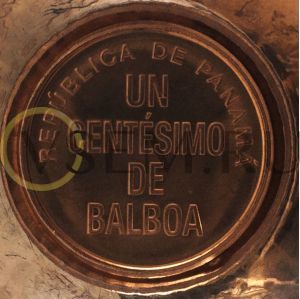 REPÚBLICA DE PANAMÁ
UN
CENTÉSIMO
DE
BALBOA